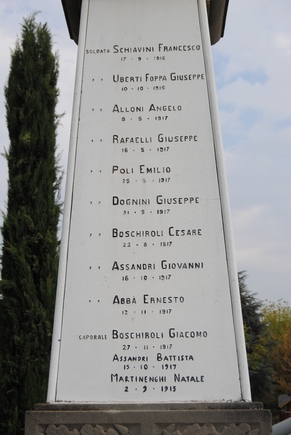 SOLDATO SCHIAVINI FRANCESCO
17 - 9 - 1916
" UBERTI FOPPA GIUSEPPE
10 - 10 - 1916
" ALLONI ANGELO
8 - 5 - 1917
" RAFAELLI GIUSEPPE
16 - 5 - 1917
" POLI EMILIO
25 - 5 - 1917
" DOGNINI GIUSEPPE
31 - 5 - 1917
" BOSCHIROLI CESARE
22 - 8 - 1917
" ASSANDRI GIOVANNI
16 - 10 - 1917
" ABBÀ ERNESTO
12 - 11 - 1917
CAPORALE BOSCHIROLI GIACOMO
27 - 11 - 1917
ASSANDRI BATTISTA
15 - 10 - 1917
MARTINENGHI NATALE
2 - 9 - 1915